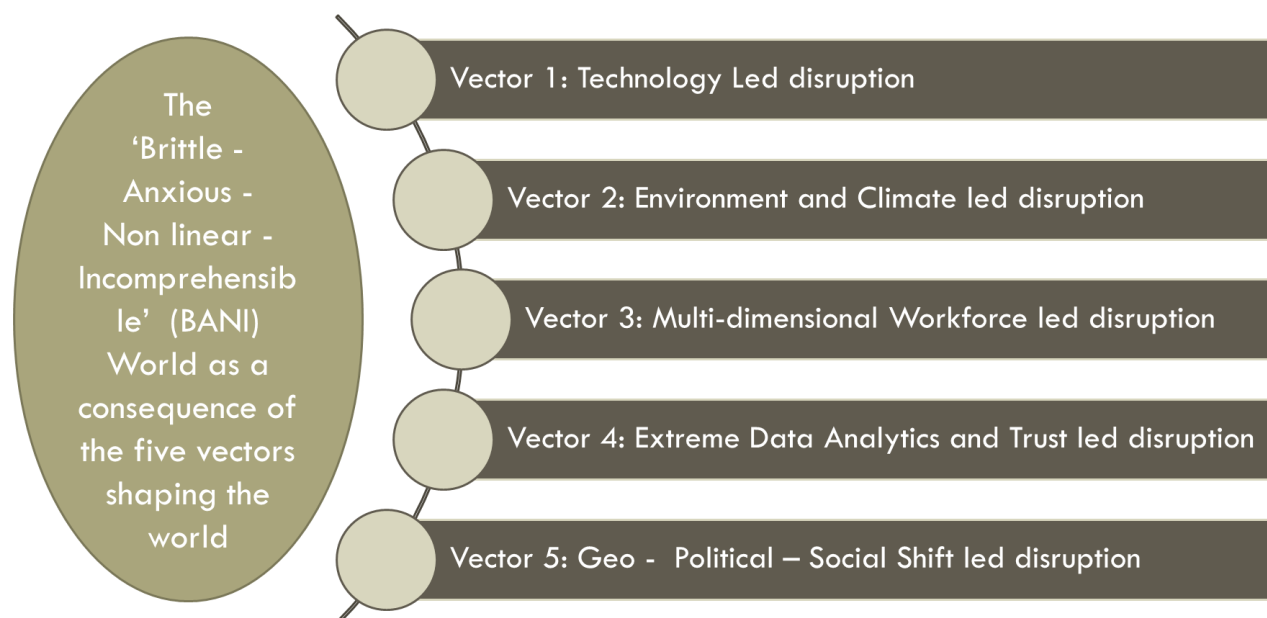 The
‘Brittle -
Anxious -
Non linear -
Incomprehensib
le’  (BANI)
World as a
consequence of
the five vectors
shaping the
world
Vector 1: Technology Led disruption
Vector 2: Environment and Climate led disruption
Vector 3: Multi-dimensional Workforce led disruption
Vector 4: Extreme Data Analytics and Trust led disruption
Vector 5: Geo -  Political – Social Shift led disruption